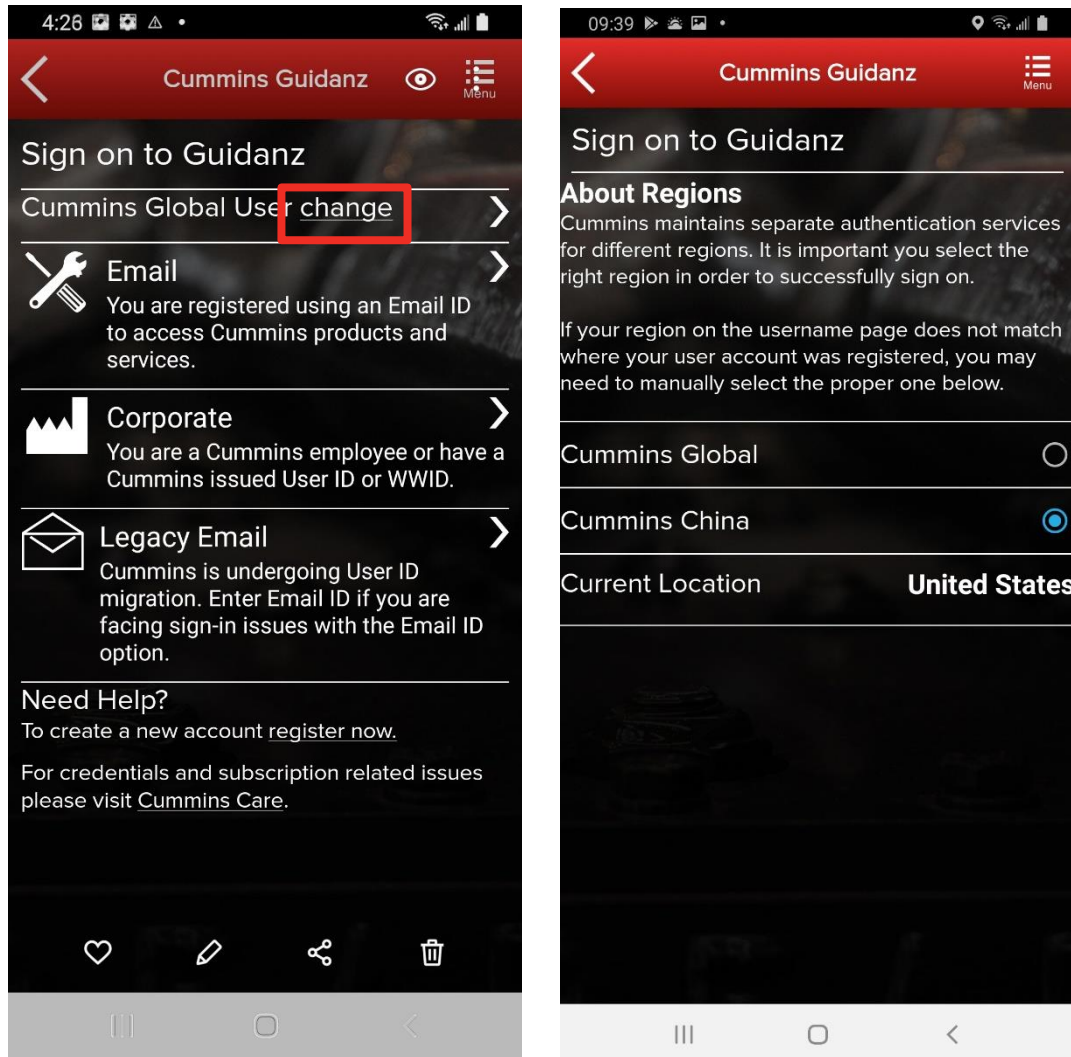 4:26
Cummins Guidanz
Menu
Sign on to Guidanz
Cummins Global User change
Email
You are registered using an Email ID
to access Cummins products and
services.
Corporate
You are a Cummins employee or have a
Cummins issued User ID or WWID.
Legacy Email
Cummins is undergoing User ID
migration. Enter Email ID if you are
facing sign-in issues with the Email ID
option.
Need Help?
To create a new account register now.
For credentials and subscription related issues
please visit Cummins Care.
09:39
Cummins Guidanz
Menu
Sign on to Guidanz
About Regions
Cummins maintains separate authentication services
for different regions. It is important you select the
right region in order to successfully sign on.
If your region on the username page does not match
where your user account was registered, you may
need to manually select the proper one below.
Cummins Global
Cummins China
Current Location United States